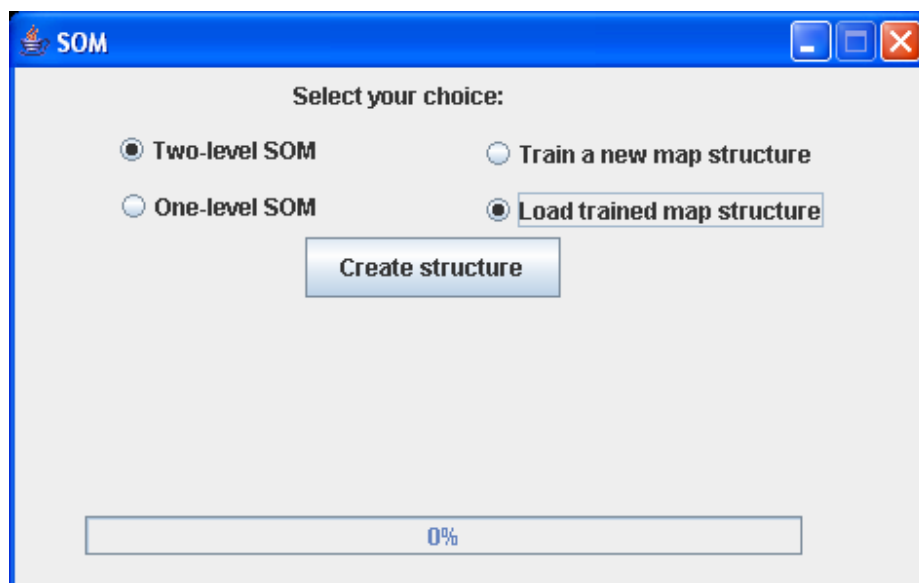 SOM
Select your choice:
Two-level SOM
Train a new map structure
One-level SOM
Load trained map structure
Create structure
0%